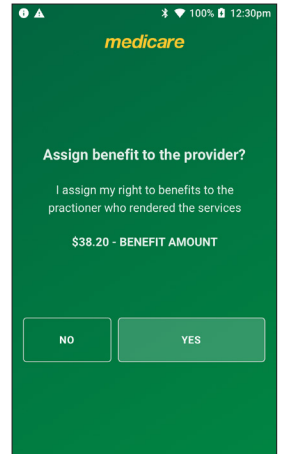 100% 12:30pm
medicare
Assign benefit to the provider?
I assign my right to benefits to the
practioner who rendered the services
$38.20 - BENEFIT AMOUNT
NO
YES